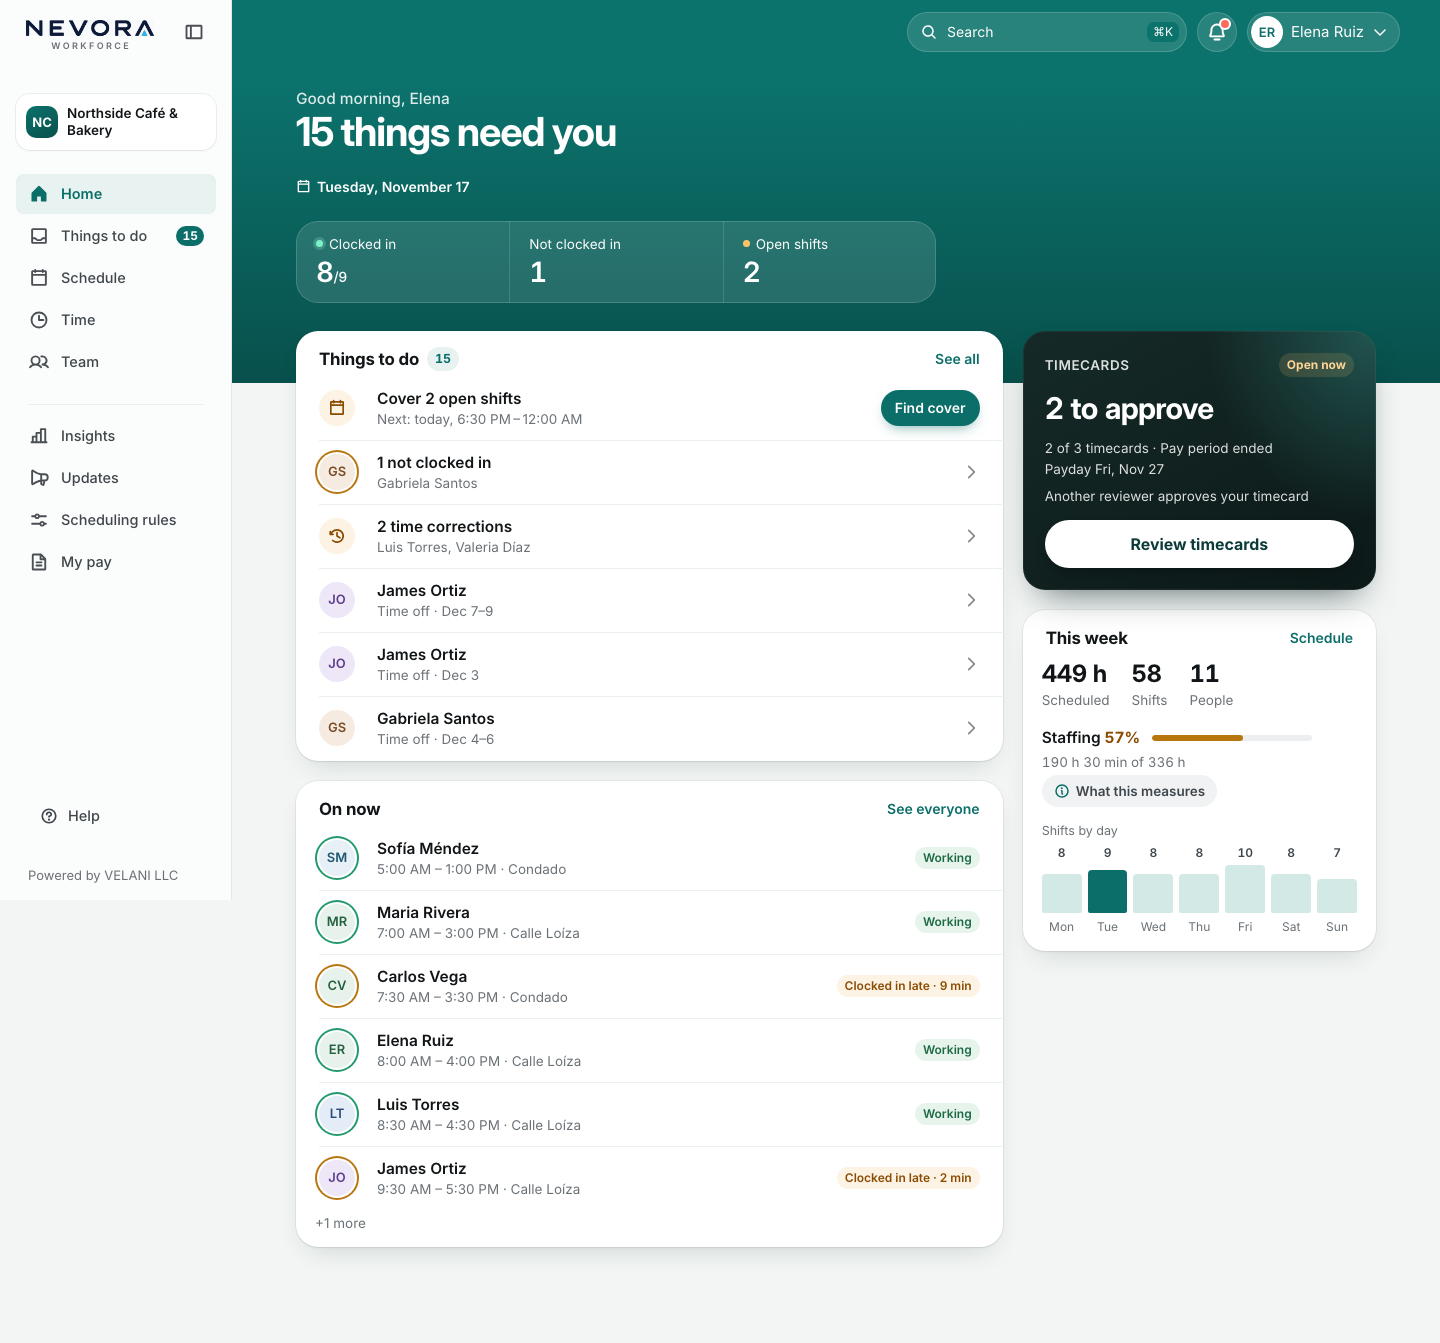 NEVORA
WORKFORCE
Search
⌘K
ER
Elena Ruiz
NC
Northside Café &
Bakery
Home
Things to do
15
Schedule
Time
Team
Insights
Updates
Scheduling rules
My pay
Help
Powered by VELANI LLC
Good morning, Elena
15 things need you
Tuesday, November 17
Clocked in
8/9
Not clocked in
1
Open shifts
2
Things to do
15
See all
Cover 2 open shifts
Next: today, 6:30 PM – 12:00 AM
Find cover
GS
1 not clocked in
Gabriela Santos
2 time corrections
Luis Torres, Valeria Díaz
JO
James Ortiz
Time off · Dec 7–9
JO
James Ortiz
Time off · Dec 3
GS
Gabriela Santos
Time off · Dec 4–6
On now
See everyone
SM
Sofía Méndez
5:00 AM – 1:00 PM · Condado
Working
MR
Maria Rivera
7:00 AM – 3:00 PM · Calle Loíza
Working
CV
Carlos Vega
7:30 AM – 3:30 PM · Condado
Clocked in late · 9 min
ER
Elena Ruiz
8:00 AM – 4:00 PM · Calle Loíza
Working
LT
Luis Torres
8:30 AM – 4:30 PM · Calle Loíza
Working
JO
James Ortiz
9:30 AM – 5:30 PM · Calle Loíza
Clocked in late · 2 min
+1 more
TIMECARDS
Open now
2 to approve
2 of 3 timecards · Pay period ended
Payday Fri, Nov 27
Another reviewer approves your timecard
Review timecards
This week
Schedule
449 h 58 11
Scheduled Shifts People
Staffing 57%
190 h 30 min of 336 h
What this measures
Shifts by day
8 9 8 8 10 8 7
Mon Tue Wed Thu Fri Sat Sun